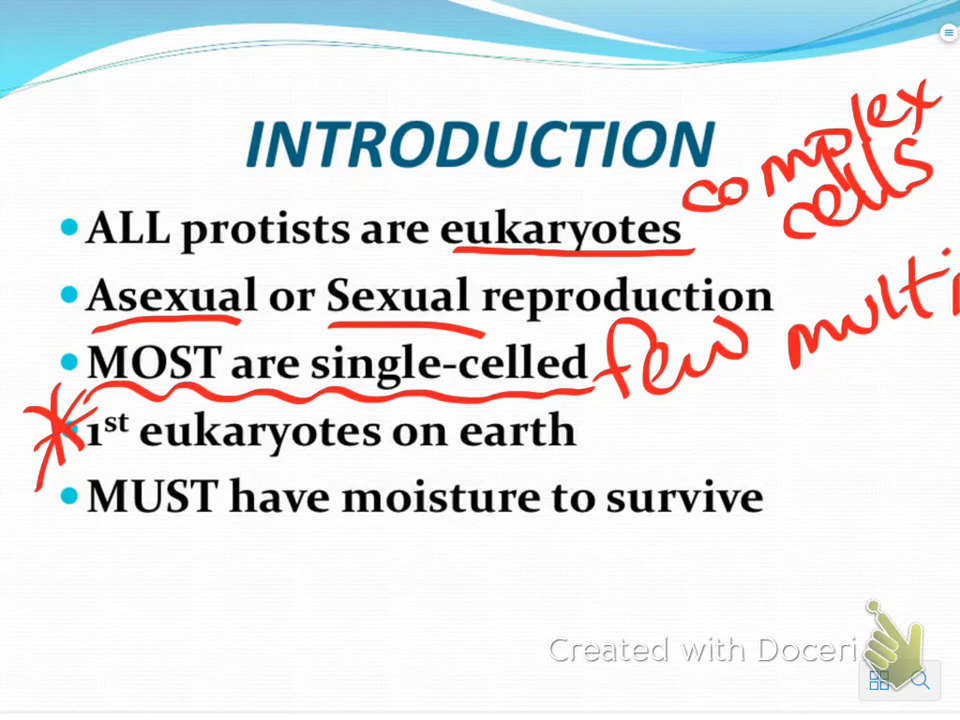 INTRODUCTION
complex
cells
• ALL protists are eukaryotes
• Asexual or Sexual reproduction
• MOST are single-celled
few multi
• 1st eukaryotes on earth
• MUST have moisture to survive
Created with Doceri